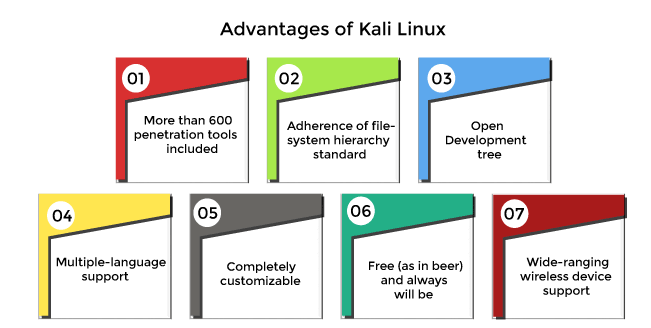 Advantages of Kali Linux
01
More than 600
penetration tools
included
02
Adherence of file-
system hierarchy
standard
03
Open
Development
tree
04
Multiple-language
support
05
Completely
customizable
06
Free (as in beer)
and always
will be
07
Wide-ranging
wireless device
support